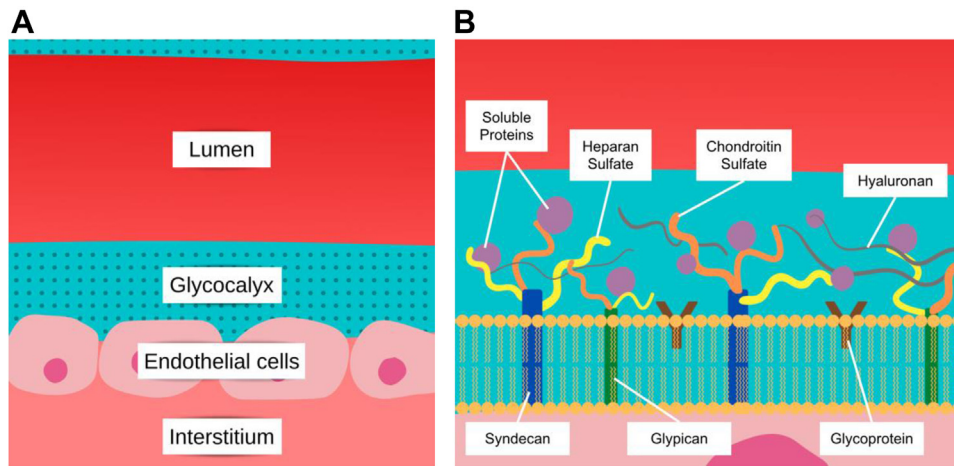 A
Lumen
Glycocalyx
Endothelial cells
Interstitium
B
Soluble
Proteins
Heparan
Sulfate
Chondroitin
Sulfate
Hyaluronan
Syndecan
Glypican
Glycoprotein